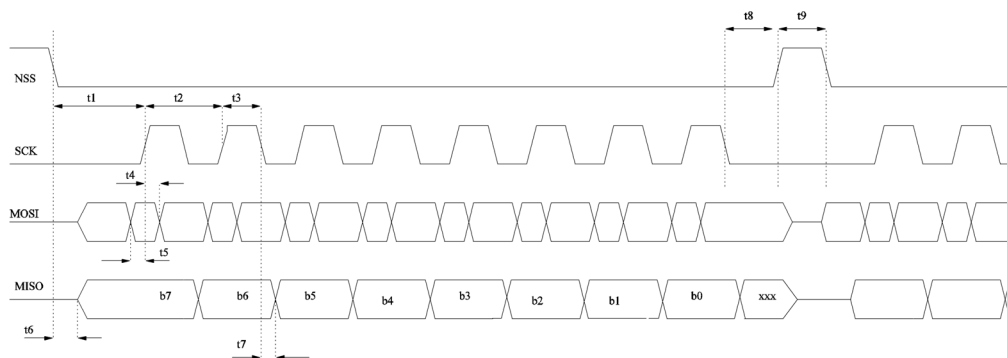 t8 t9
NSS
t1 t2 t3
SCK
t4
MOSI
t5
MISO b7 b6 b5 b4 b3 b2 b1 b0 xxx
t6
t7